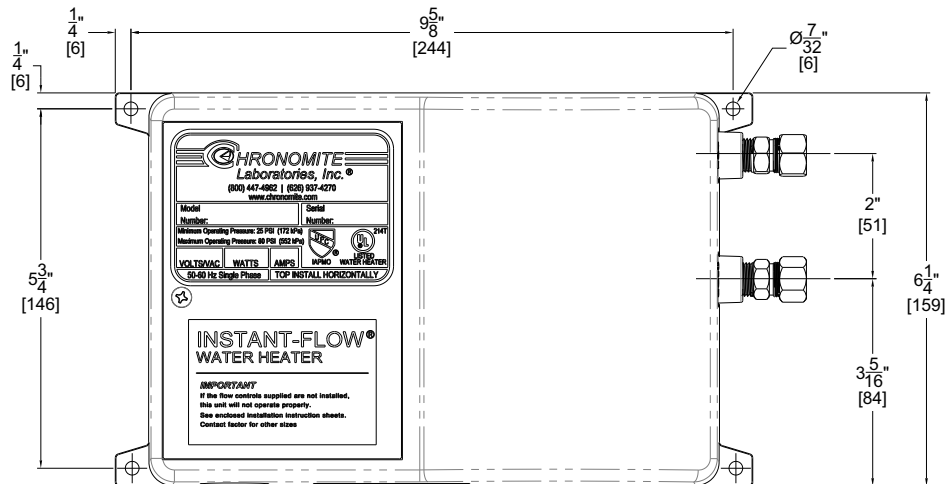 1/4"
[6]
9 5/8"
[244]
Ø 7/32"
[6]
1/4"
[6]
CHRONOMITE
Laboratories, Inc.®
(800) 447-4962 | (626) 937-4270
www.chronomite.com
Model
Number:
Serial
Number:
Minimum Operating Pressure: 25 PSI (172 kPa)
Maximum Operating Pressure: 80 PSI (552 kPa)
UPC
IAPMO
UL
214T
LISTED
WATER HEATER
VOLTS/VAC WATTS AMPS
50-60 Hz Single Phase TOP INSTALL HORIZONTALLY
INSTANT-FLOW®
WATER HEATER
IMPORTANT
If the flow controls supplied are not installed,
this unit will not operate properly.
See enclosed installation instruction sheets.
Contact factor for other sizes
5 3/4"
[146]
2"
[51]
6 1/4"
[159]
3 5/16"
[84]